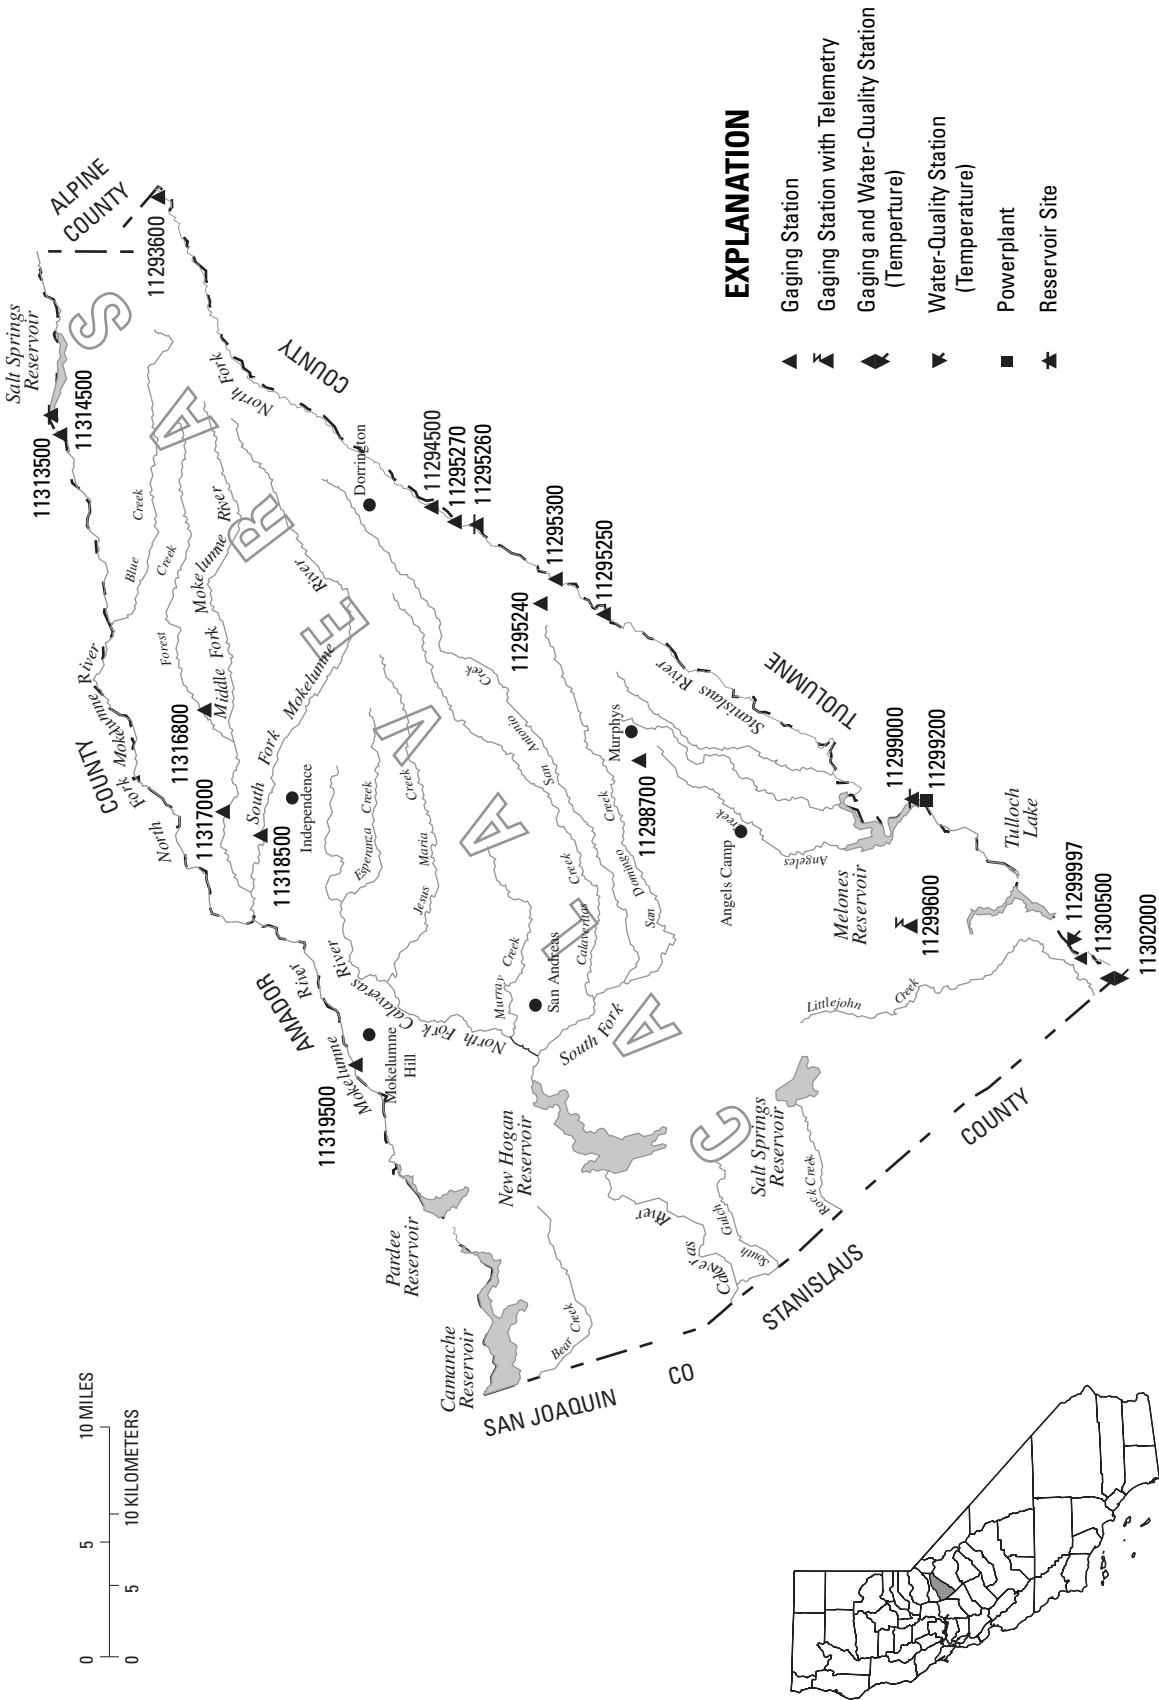 0 5 10 MILES
0 5 10 KILOMETERS
SAN JOAQUIN
CO
STANISLAUS
COUNTY
AMADOR
COUNTY
ALPINE
COUNTY
TUOLUMNE
COUNTY
CALAVERAS
Camanche
Reservoir
Pardee
Reservoir
New Hogan
Reservoir
Salt Springs
Reservoir
Salt Springs
Reservoir
Melones
Reservoir
Tulloch
Lake
Bear Creek
Calaveras River
South Gulch
Rock Creek
Littlejohn Creek
Mokelumne River
North Fork Mokelumne River
North Fork Calaveras River
South Fork
Murray Creek
Calaveritas Creek
San Antonio Creek
San Domingo Creek
Jesus Maria Creek
Esperanza Creek
South Fork Mokelumne River
Middle Fork Mokelumne River
Forest Creek
Blue Creek
Angeles Creek
North Fork
Stanislaus River
Mokelumne
Hill
San Andreas
Independence
Dorrington
Murphys
Angels Camp
11319500
11318500
11317000
11316800
11313500
11314500
11293600
11294500
11295270
11295260
11295300
11295250
11295240
11298700
11299000
11299200
11299600
11299997
11300500
11302000
EXPLANATION
Gaging Station
Gaging Station with Telemetry
Gaging and Water-Quality Station
(Temperture)
Water-Quality Station
(Temperature)
Powerplant
Reservoir Site